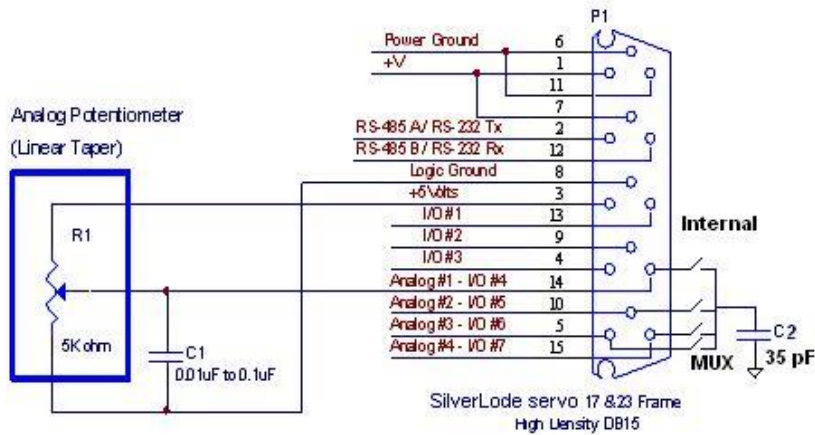 P1
Power Ground 6
+V 1
11
7
RS-485 A/ RS-232 Tx 2
RS-485 B/ RS-232 Rx 12
Logic Ground 8
+5Volts 3
I/O #1 13
I/O #2 9
I/O #3 4
Analog #1 - I/O #4 14
Analog #2 - I/O #5 10
Analog #3 - I/O #6 5
Analog #4 - I/O #7 15
Analog Potentiometer
(Linear Taper)
R1
5K ohm
C1
0.01uF to 0.1uF
Internal
C2
35 pF
MUX
SilverLode servo 17 &23 Frame
High Density DB15